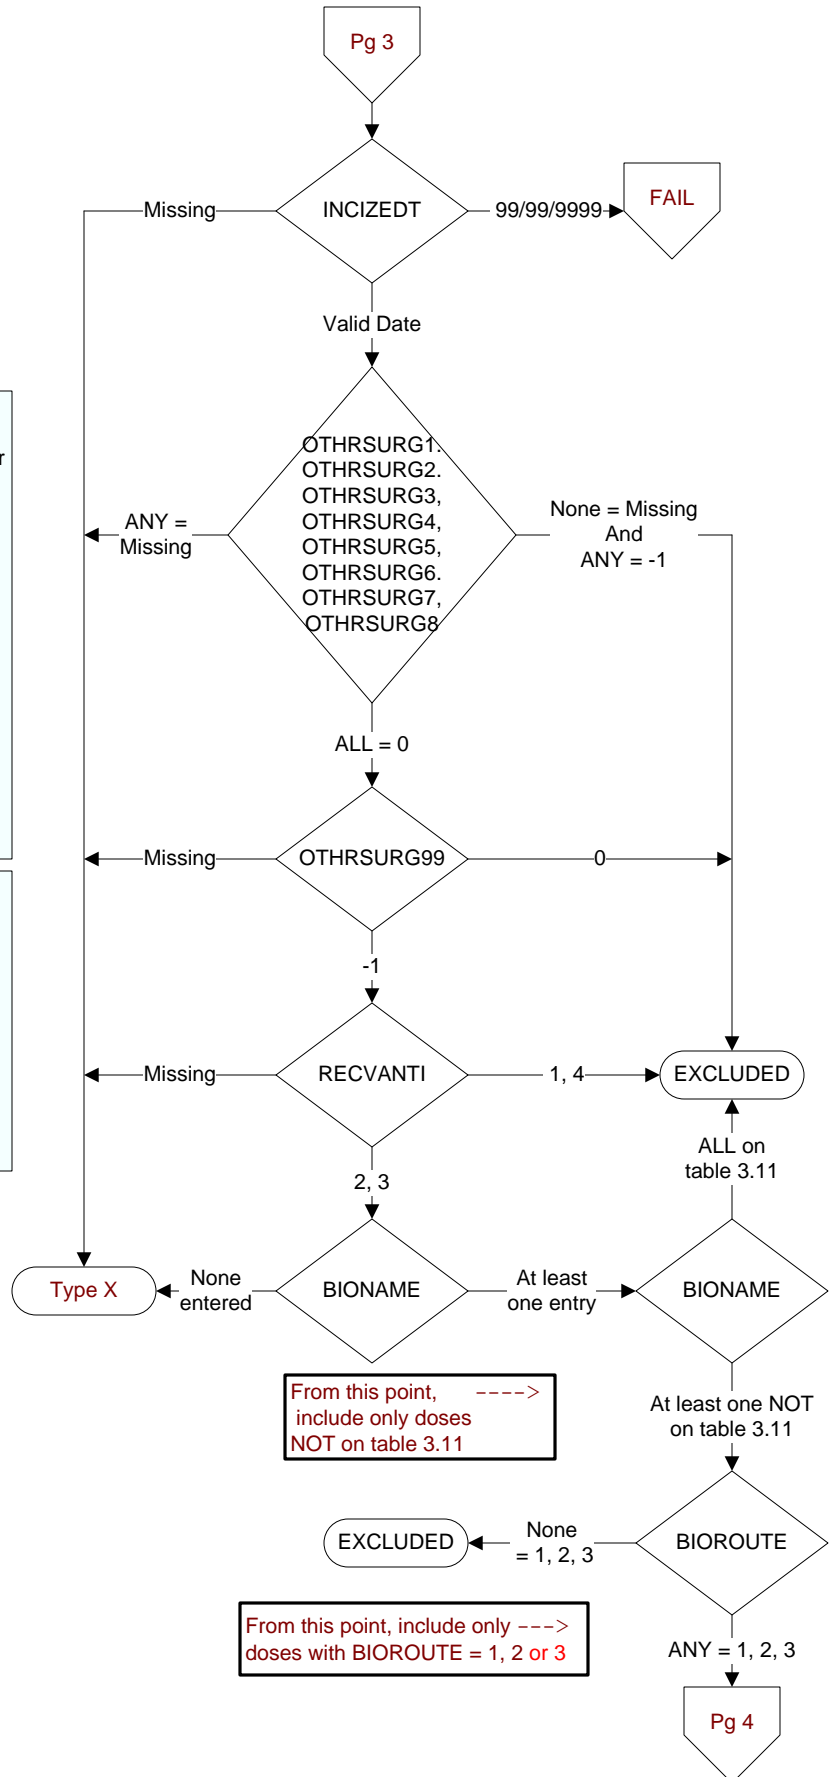 Pg 3
Missing
INCIZEDT
99/99/9999
FAIL
Valid Date
r
OTHRSURG1.
OTHRSURG2.
OTHRSURG3,
OTHRSURG4,
OTHRSURG5,
OTHRSURG6.
OTHRSURG7,
OTHRSURG8
ANY =
Missing
None = Missing
And
ANY = -1
ALL = 0
Missing
OTHRSURG99
0
-1
Missing
RECVANTI
1, 4
EXCLUDED
2, 3
ALL on
table 3.11
Type X
None
entered
BIONAME
At least
one entry
BIONAME
From this point, ---->
include only doses
NOT on table 3.11
At least one NOT
on table 3.11
EXCLUDED
None
= 1, 2, 3
BIOROUTE
From this point, include only --->
doses with BIOROUTE = 1, 2 or 3
ANY = 1, 2, 3
Pg 4